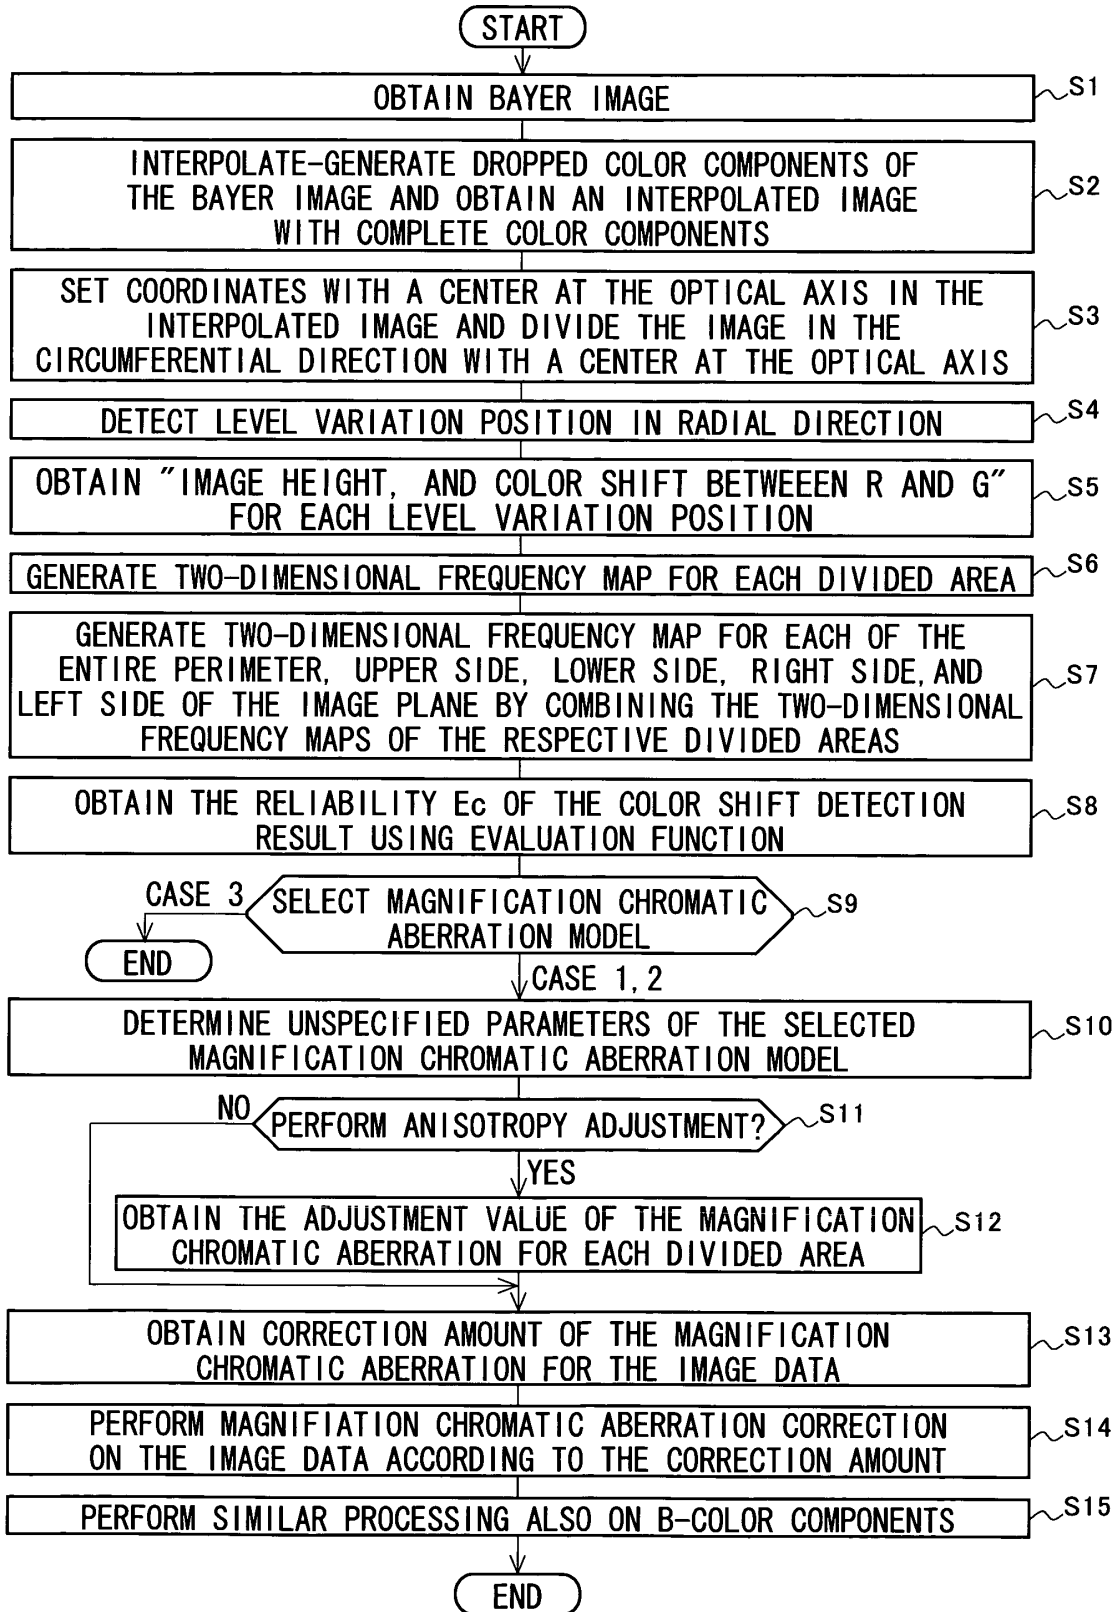 START
OBTAIN BAYER IMAGE
S1
INTERPOLATE-GENERATE DROPPED COLOR COMPONENTS OF
THE BAYER IMAGE AND OBTAIN AN INTERPOLATED IMAGE
WITH COMPLETE COLOR COMPONENTS
S2
SET COORDINATES WITH A CENTER AT THE OPTICAL AXIS IN THE
INTERPOLATED IMAGE AND DIVIDE THE IMAGE IN THE
CIRCUMFERENTIAL DIRECTION WITH A CENTER AT THE OPTICAL AXIS
S3
DETECT LEVEL VARIATION POSITION IN RADIAL DIRECTION
S4
OBTAIN "IMAGE HEIGHT, AND COLOR SHIFT BETWEEEN R AND G"
FOR EACH LEVEL VARIATION POSITION
S5
GENERATE TWO-DIMENSIONAL FREQUENCY MAP FOR EACH DIVIDED AREA
S6
GENERATE TWO-DIMENSIONAL FREQUENCY MAP FOR EACH OF THE
ENTIRE PERIMETER, UPPER SIDE, LOWER SIDE, RIGHT SIDE, AND
LEFT SIDE OF THE IMAGE PLANE BY COMBINING THE TWO-DIMENSIONAL
FREQUENCY MAPS OF THE RESPECTIVE DIVIDED AREAS
S7
OBTAIN THE RELIABILITY Ec OF THE COLOR SHIFT DETECTION
RESULT USING EVALUATION FUNCTION
S8
CASE 3
SELECT MAGNIFICATION CHROMATIC
ABERRATION MODEL
S9
END
CASE 1, 2
DETERMINE UNSPECIFIED PARAMETERS OF THE SELECTED
MAGNIFICATION CHROMATIC ABERRATION MODEL
S10
NO
PERFORM ANISOTROPY ADJUSTMENT?
S11
YES
OBTAIN THE ADJUSTMENT VALUE OF THE MAGNIFICATION
CHROMATIC ABERRATION FOR EACH DIVIDED AREA
S12
OBTAIN CORRECTION AMOUNT OF THE MAGNIFICATION
CHROMATIC ABERRATION FOR THE IMAGE DATA
S13
PERFORM MAGNIFIATION CHROMATIC ABERRATION CORRECTION
ON THE IMAGE DATA ACCORDING TO THE CORRECTION AMOUNT
S14
PERFORM SIMILAR PROCESSING ALSO ON B-COLOR COMPONENTS
S15
END